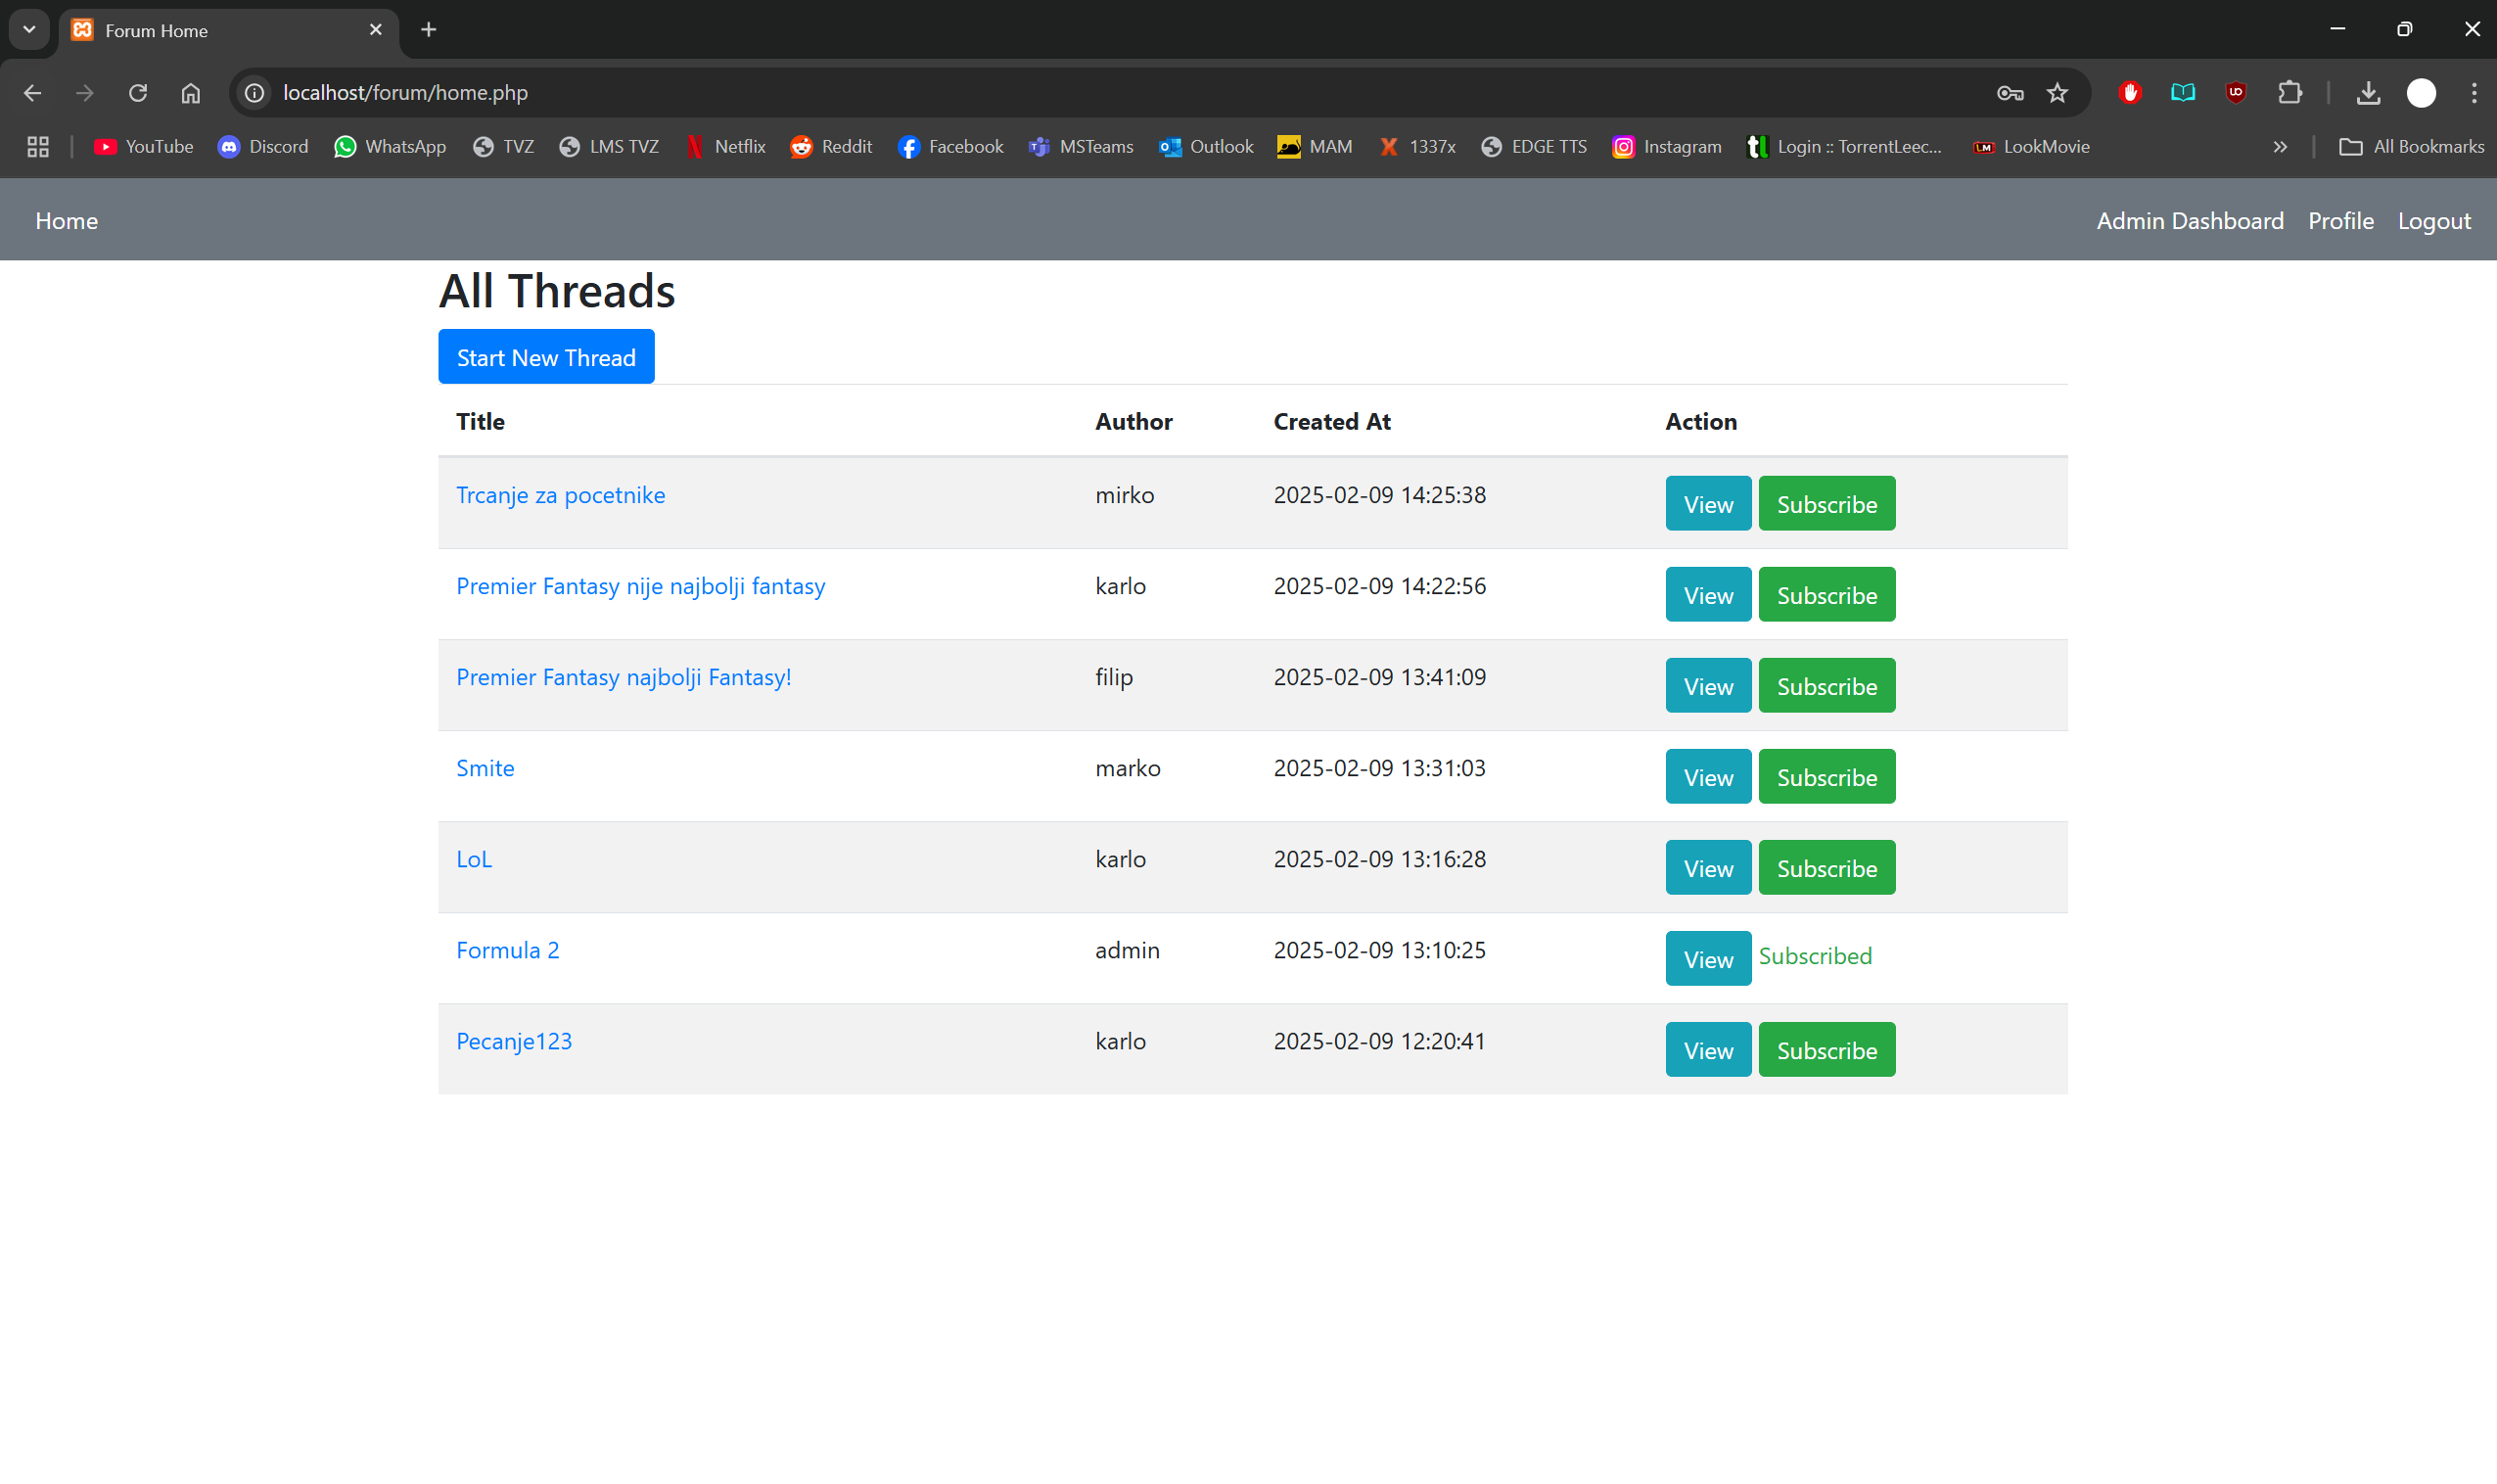 Forum Home
localhost/forum/home.php
YouTube Discord WhatsApp TVZ LMS TVZ Netflix Reddit Facebook MSTeams Outlook MAM 1337x EDGE TTS Instagram Login :: TorrentLeec... LookMovie All Bookmarks
Home Admin Dashboard Profile Logout
All Threads
Start New Thread
Title Author Created At Action
Trcanje za pocetnike mirko 2025-02-09 14:25:38 View Subscribe
Premier Fantasy nije najbolji fantasy karlo 2025-02-09 14:22:56 View Subscribe
Premier Fantasy najbolji Fantasy! filip 2025-02-09 13:41:09 View Subscribe
Smite marko 2025-02-09 13:31:03 View Subscribe
LoL karlo 2025-02-09 13:16:28 View Subscribe
Formula 2 admin 2025-02-09 13:10:25 View Subscribed
Pecanje123 karlo 2025-02-09 12:20:41 View Subscribe